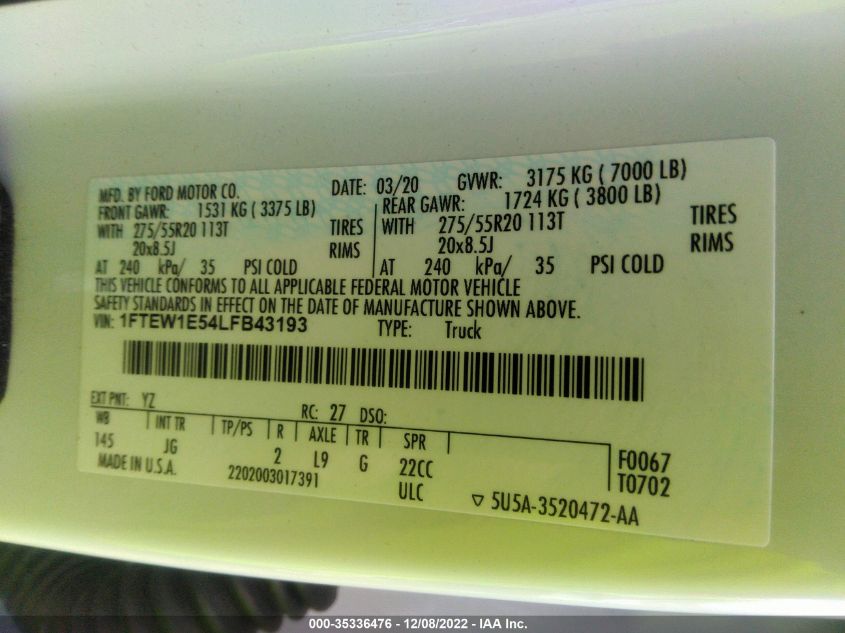 MFD. BY FORD MOTOR CO. DATE: 03/20 GVWR: 3175 KG ( 7000 LB)
FRONT GAWR: 1531 KG ( 3375 LB) REAR GAWR: 1724 KG ( 3800 LB)
WITH 275/55R20 113T TIRES WITH 275/55R20 113T TIRES
20x8.5J RIMS 20x8.5J RIMS
AT 240 kPa/ 35 PSI COLD AT 240 kPa/ 35 PSI COLD
THIS VEHICLE CONFORMS TO ALL APPLICABLE FEDERAL MOTOR VEHICLE
SAFETY STANDARDS IN EFFECT ON THE DATE OF MANUFACTURE SHOWN ABOVE.
VIN: 1FTEW1E54LFB43193 TYPE: Truck
EXT PNT: YZ RC: 27 DSO:
WB INT TR TP/PS R AXLE TR SPR
145 JG 2 L9 G 22CC F0067
MADE IN U.S.A. 2202003017391 ULC T0702
▽ 5U5A-3520472-AA
000-35336476 - 12/08/2022 - IAA Inc.